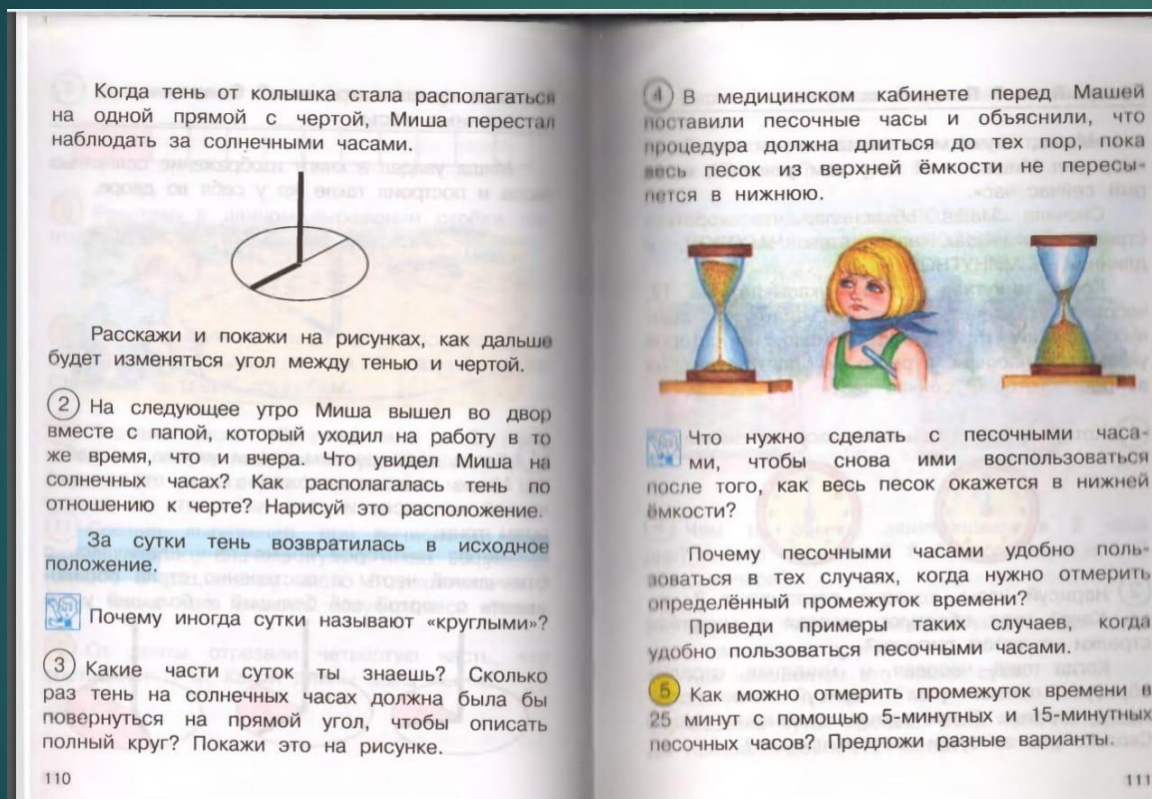 Когда тень от колышка стала располагаться
на одной прямой с чертой, Миша перестал
наблюдать за солнечными часами.
Расскажи и покажи на рисунках, как дальше
будет изменяться угол между тенью и чертой.
2 На следующее утро Миша вышел во двор
вместе с папой, который уходил на работу в то
же время, что и вчера. Что увидел Миша на
солнечных часах? Как располагалась тень по
отношению к черте? Нарисуй это расположение.
За сутки тень возвратилась в исходное
положение.
Почему иногда сутки называют «круглыми»?
3 Какие части суток ты знаешь? Сколько
раз тень на солнечных часах должна была бы
повернуться на прямой угол, чтобы описать
полный круг? Покажи это на рисунке.
110
4 В медицинском кабинете перед Машей
поставили песочные часы и объяснили, что
процедура должна длиться до тех пор, пока
весь песок из верхней ёмкости не пересы-
пется в нижнюю.
Что нужно сделать с песочными часа-
ми, чтобы снова ими воспользоваться
после того, как весь песок окажется в нижней
ёмкости?
Почему песочными часами удобно поль-
зоваться в тех случаях, когда нужно отмерить
определённый промежуток времени?
Приведи примеры таких случаев, когда
удобно пользоваться песочными часами.
5 Как можно отмерить промежуток времени в
25 минут с помощью 5-минутных и 15-минутных
песочных часов? Предложи разные варианты.
111